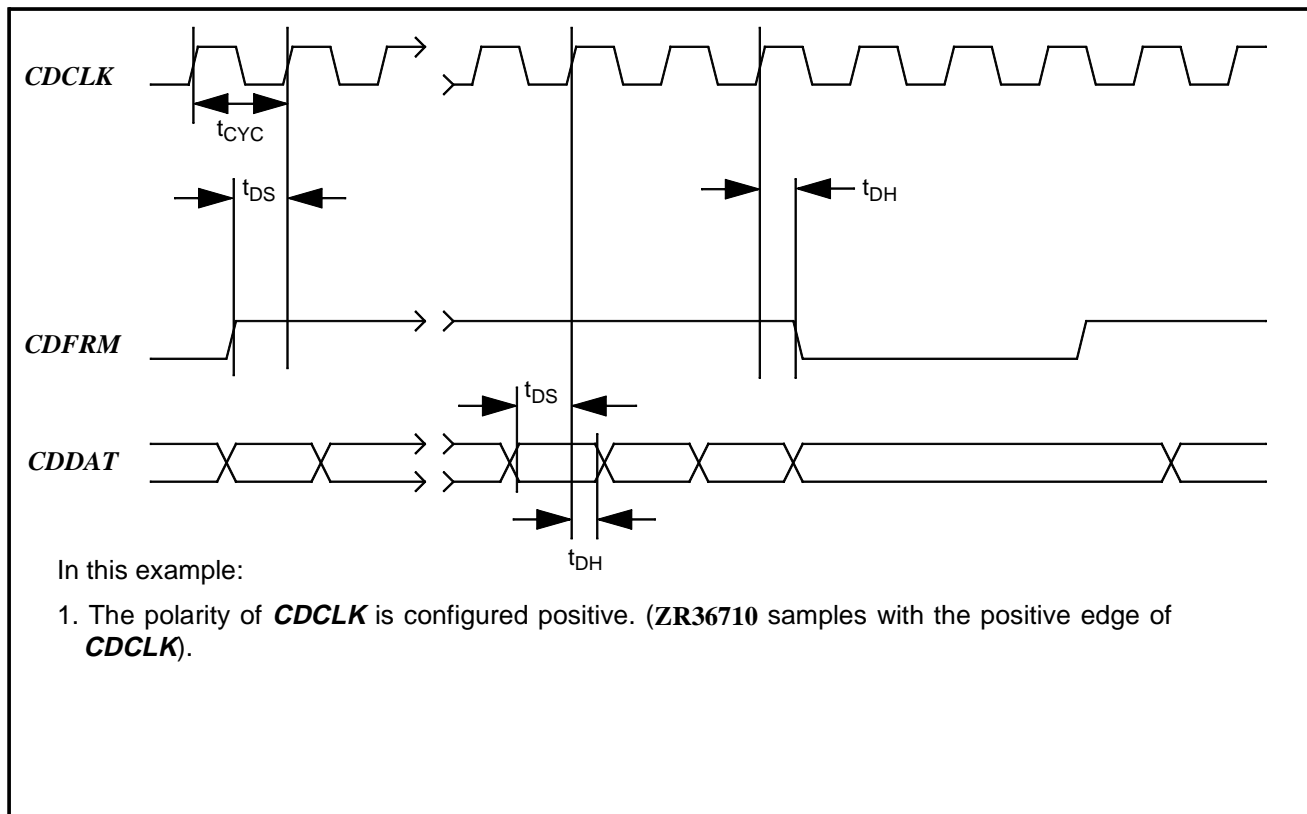 CDCLK
tCYC
tDS
tDH
CDFRM
tDS
CDDAT
tDH
In this example:
1. The polarity of CDCLK is configured positive. (ZR36710 samples with the positive edge of
CDCLK).